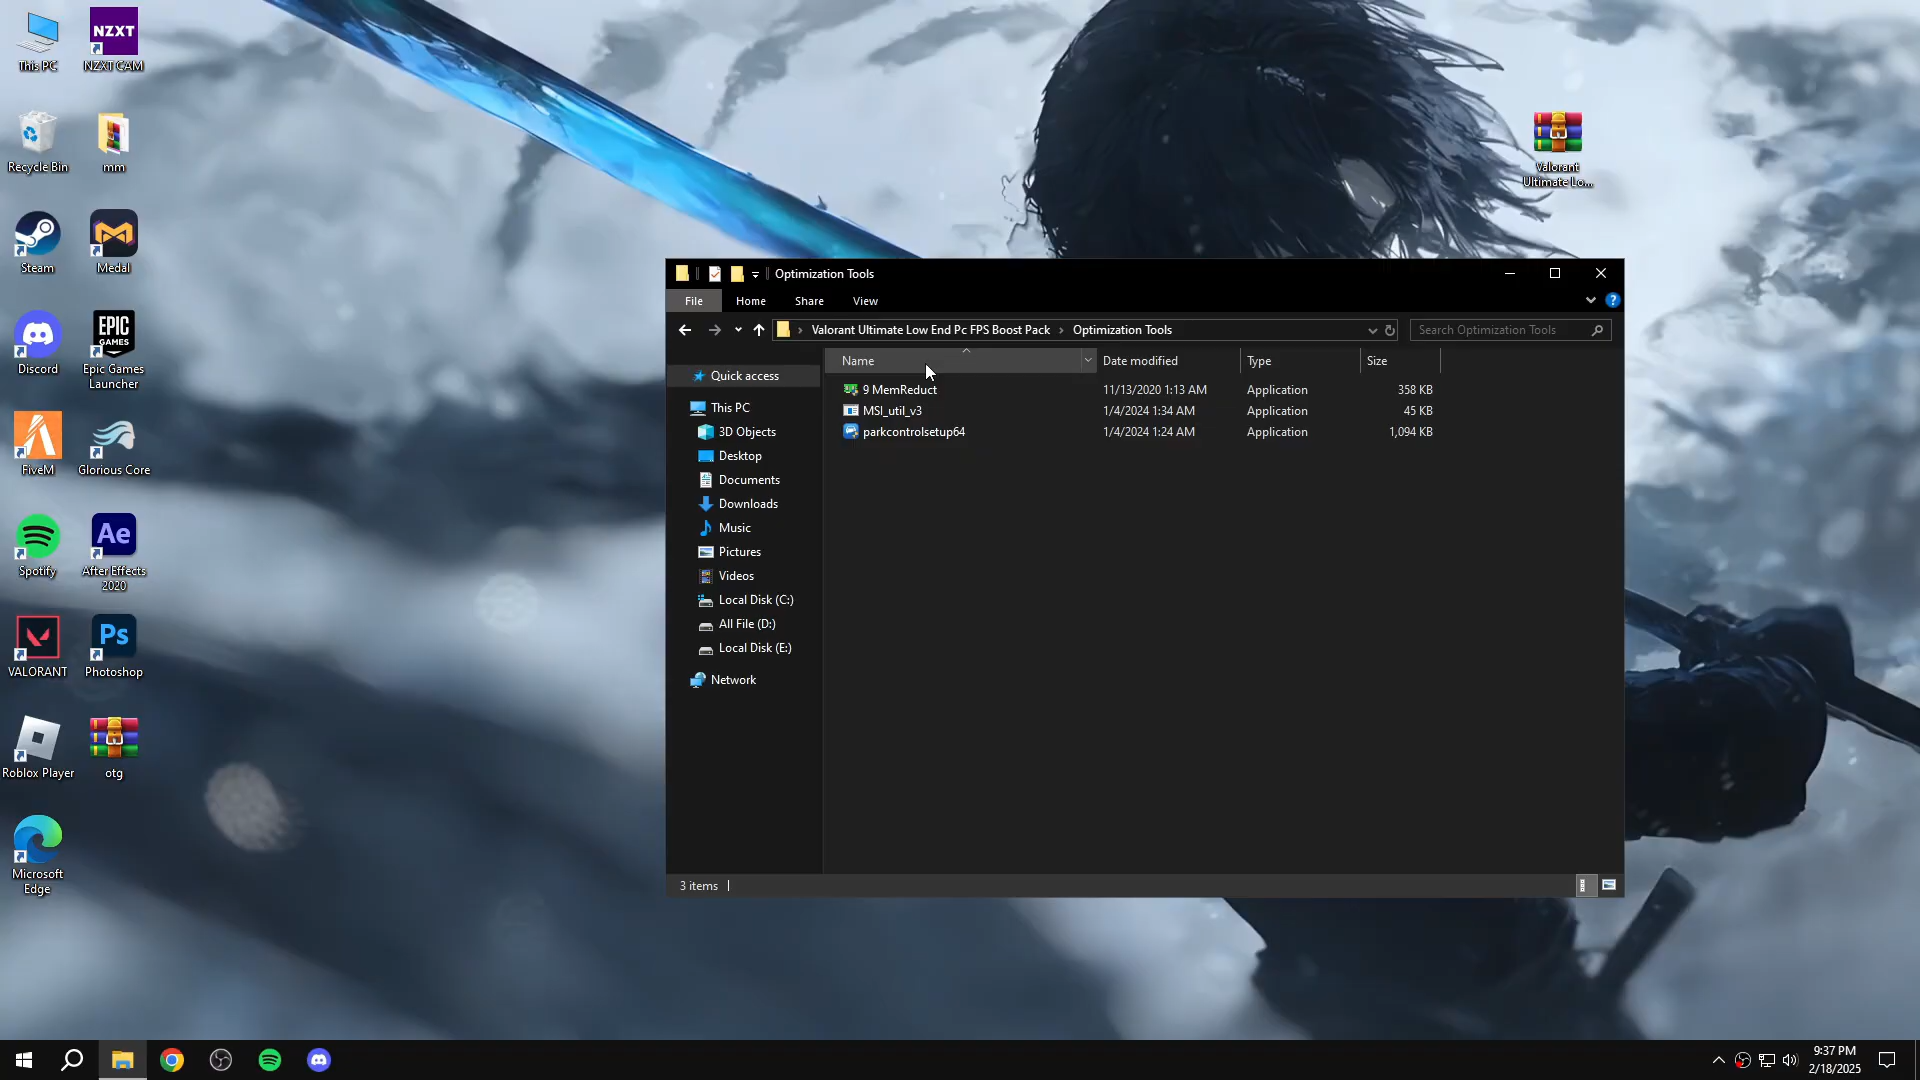 This PC
NZXT
NZXT CAM
Recycle Bin
mm
Steam
Medal
Discord
EPIC
GAMES
Epic Games
Launcher
FiveM
Glorious Core
Spotify
Ae
After Effects
2020
VALORANT
Ps
Photoshop
Roblox Player
otg
Microsoft
Edge
Valorant
Ultimate Lo...
Optimization Tools
File
Home
Share
View
Valorant Ultimate Low End Pc FPS Boost Pack
Optimization Tools
Search Optimization Tools
Name
Date modified
Type
Size
9 MemReduct
11/13/2020 1:13 AM
Application
358 KB
MSI_util_v3
1/4/2024 1:34 AM
Application
45 KB
parkcontrolsetup64
1/4/2024 1:24 AM
Application
1,094 KB
Quick access
This PC
3D Objects
Desktop
Documents
Downloads
Music
Pictures
Videos
Local Disk (C:)
All File (D:)
Local Disk (E:)
Network
3 items
9:37 PM
2/18/2025